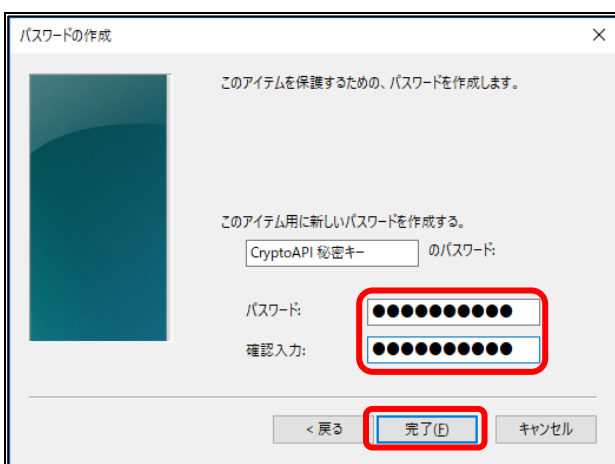 パスワードの作成
このアイテムを保護するための、パスワードを作成します。
このアイテム用に新しいパスワードを作成する。
CryptoAPI 秘密キー のパスワード:
パスワード: ●●●●●●●●●●
確認入力: ●●●●●●●●●●
< 戻る 完了(F) キャンセル